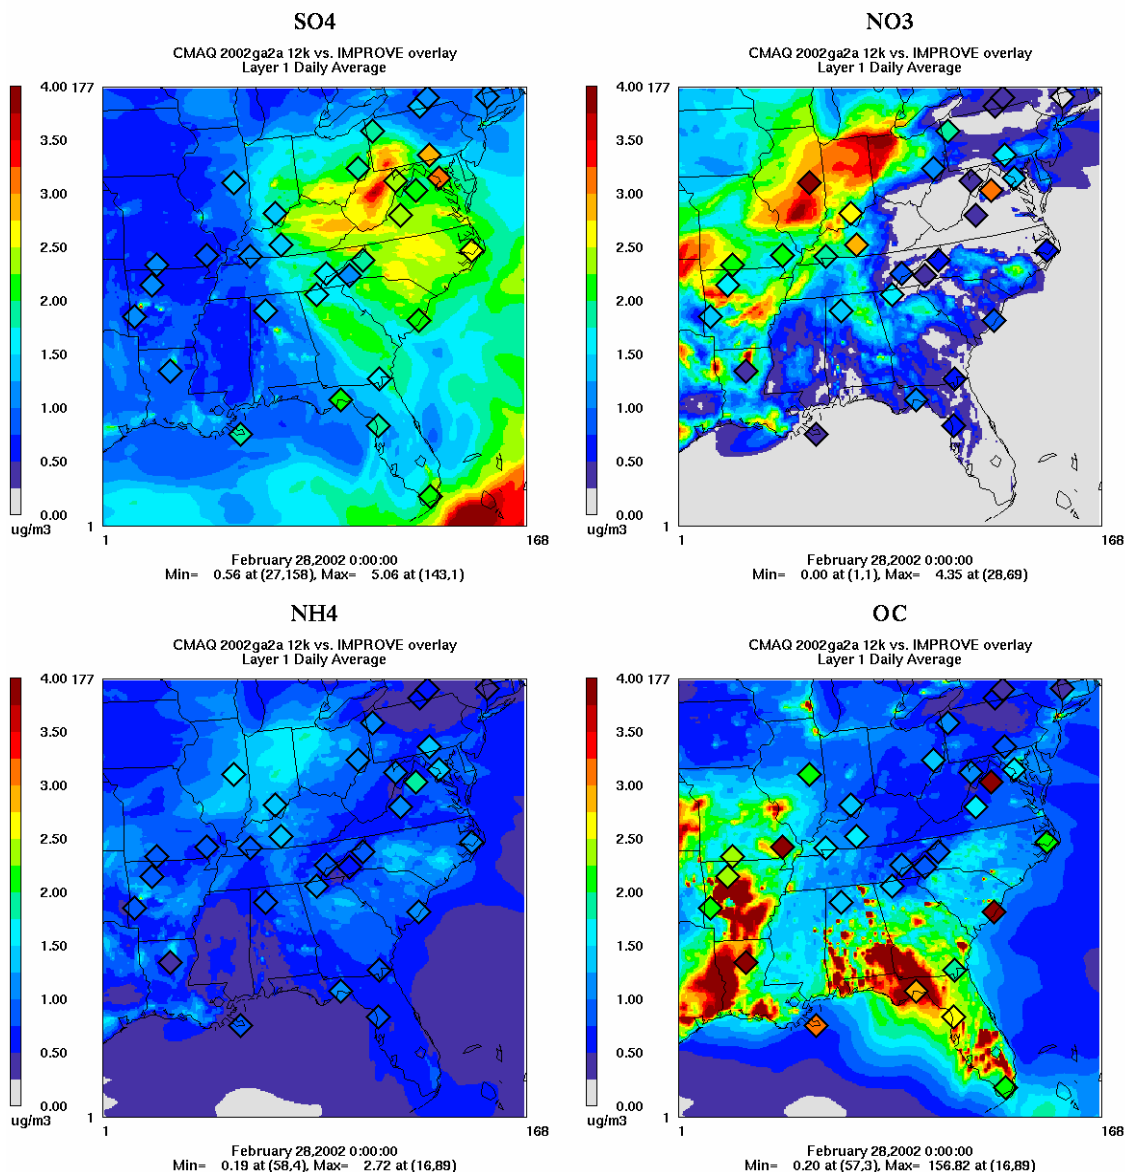 SO4
CMAQ 2002ga2a 12k vs. IMPROVE overlay
Layer 1 Daily Average
4.00 177
3.50
3.00
2.50
2.00
1.50
1.00
0.50
0.00
ug/m3
1
1 168
February 28,2002 0:00:00
Min= 0.56 at (27,158), Max= 5.06 at (143,1)
NO3
CMAQ 2002ga2a 12k vs. IMPROVE overlay
Layer 1 Daily Average
4.00 177
3.50
3.00
2.50
2.00
1.50
1.00
0.50
0.00
ug/m3
1
1 168
February 28,2002 0:00:00
Min= 0.00 at (1,1), Max= 4.35 at (28,69)
NH4
CMAQ 2002ga2a 12k vs. IMPROVE overlay
Layer 1 Daily Average
4.00 177
3.50
3.00
2.50
2.00
1.50
1.00
0.50
0.00
ug/m3
1
1 168
February 28,2002 0:00:00
Min= 0.19 at (58,4), Max= 2.72 at (16,89)
OC
CMAQ 2002ga2a 12k vs. IMPROVE overlay
Layer 1 Daily Average
4.00 177
3.50
3.00
2.50
2.00
1.50
1.00
0.50
0.00
ug/m3
1
1 168
February 28,2002 0:00:00
Min= 0.20 at (57,3), Max= 156.82 at (16,89)